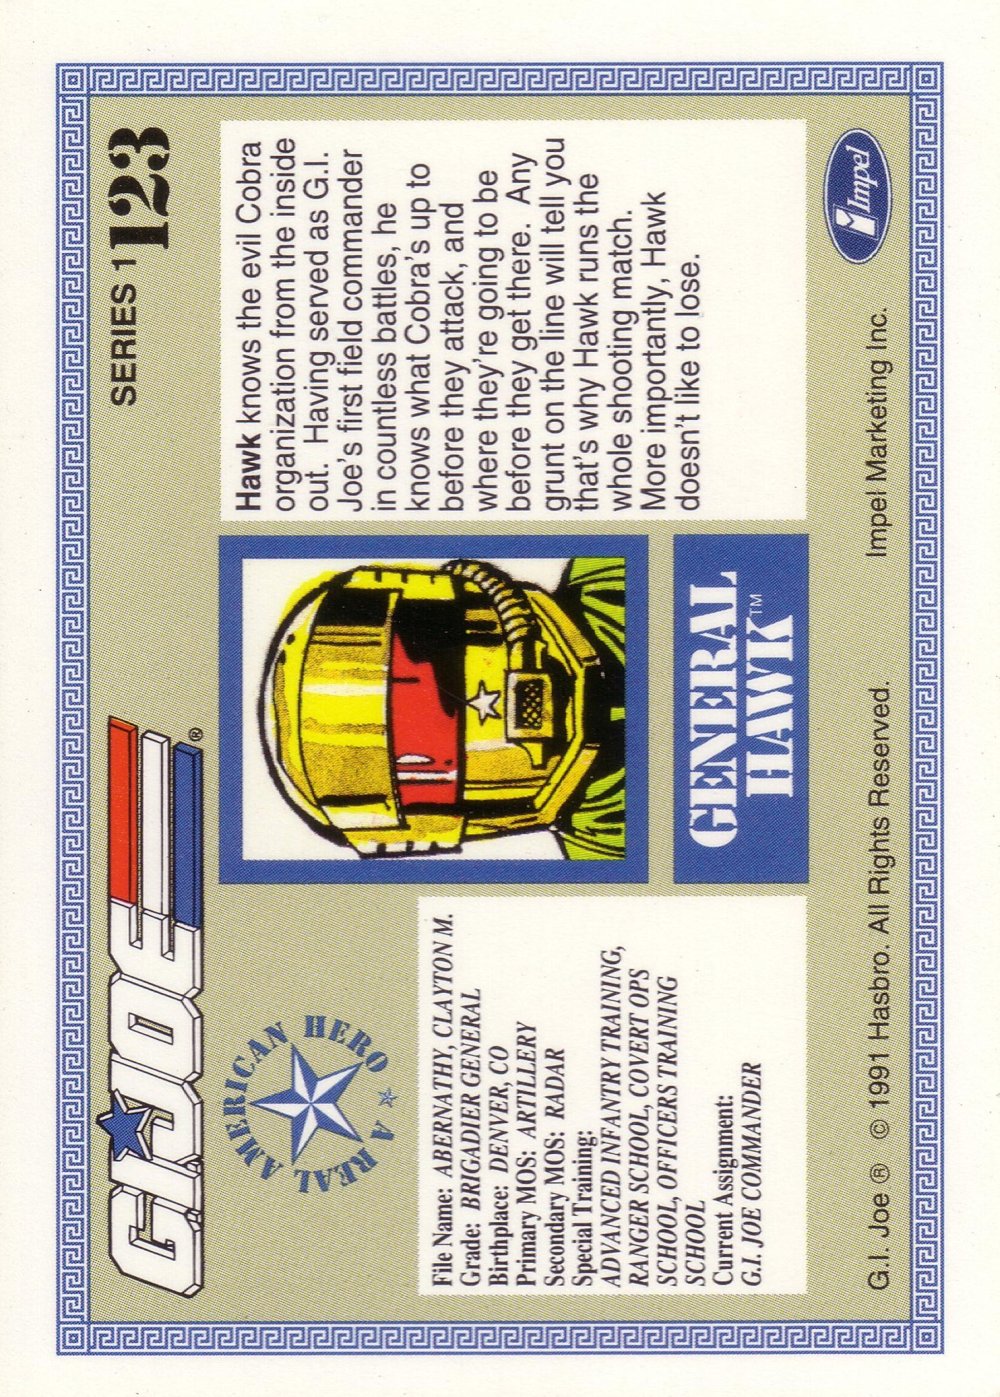 G.I.JOE®
SERIES 1 123
A REAL AMERICAN HERO
File Name: ABERNATHY, CLAYTON M.
Grade: BRIGADIER GENERAL
Birthplace: DENVER, CO
Primary MOS: ARTILLERY
Secondary MOS: RADAR
Special Training:
ADVANCED INFANTRY TRAINING,
RANGER SCHOOL, COVERT OPS
SCHOOL, OFFICERS TRAINING
SCHOOL
Current Assignment:
G.I. JOE COMMANDER
GENERAL
HAWK™
Hawk knows the evil Cobra
organization from the inside
out. Having served as G.I.
Joe's first field commander
in countless battles, he
knows what Cobra's up to
before they attack, and
where they're going to be
before they get there. Any
grunt on the line will tell you
that's why Hawk runs the
whole shooting match.
More importantly, Hawk
doesn't like to lose.
G.I. Joe ® © 1991 Hasbro. All Rights Reserved. Impel Marketing Inc.
Impel